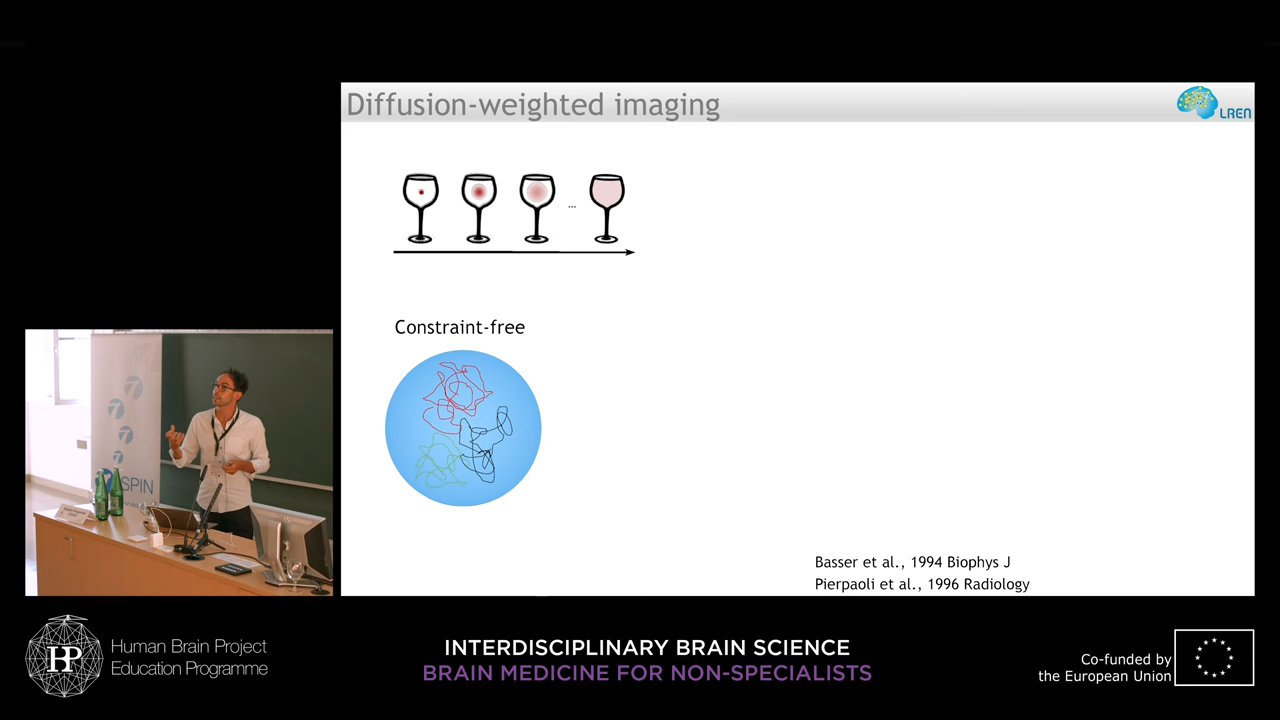 Diffusion-weighted imaging
LREN
...
Constraint-free
SPIN
Basser et al., 1994 Biophys J
Pierpaoli et al., 1996 Radiology
HP
Human Brain Project
Education Programme
INTERDISCIPLINARY BRAIN SCIENCE
BRAIN MEDICINE FOR NON-SPECIALISTS
Co-funded by
the European Union